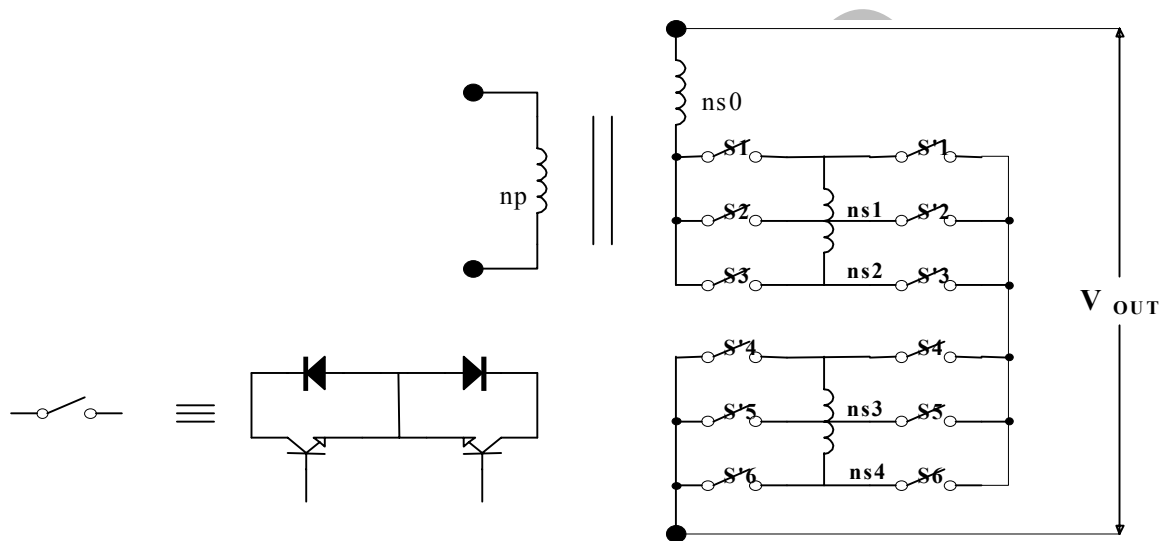 ns0
S1 S'1
np
S2 ns1 S'2
S3 ns2 S'3
V OUT
S'4 S4
S'5 ns3 S5
S'6 ns4 S6